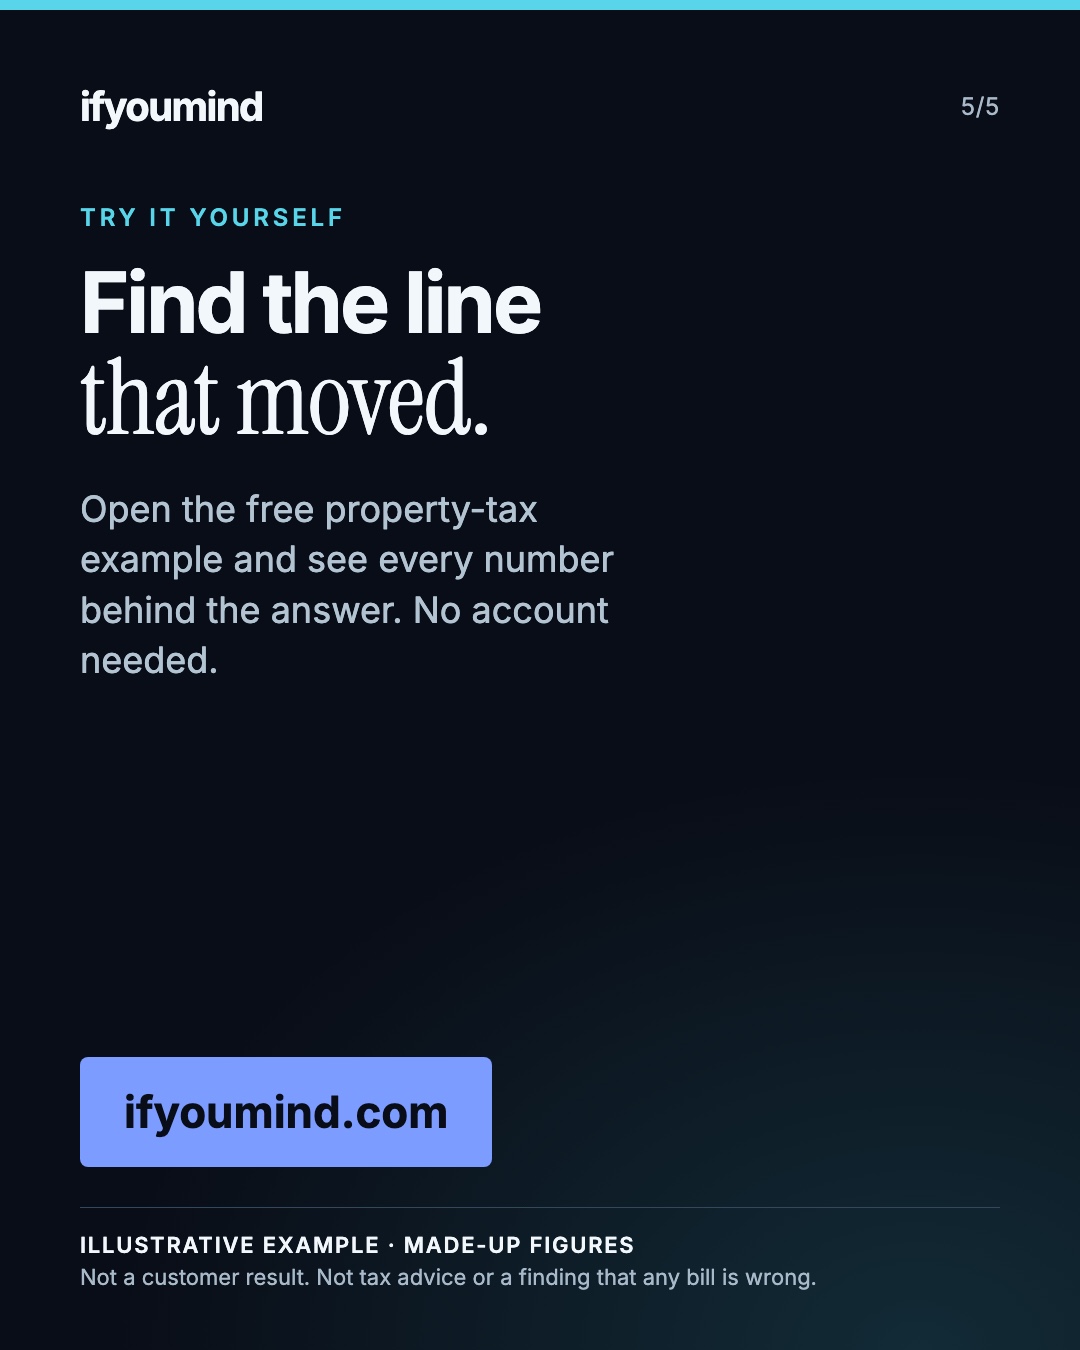 ifyoumind
5/5
TRY IT YOURSELF
Find the line
that moved.
Open the free property-tax
example and see every number
behind the answer. No account
needed.
ifyoumind.com
ILLUSTRATIVE EXAMPLE · MADE-UP FIGURES
Not a customer result. Not tax advice or a finding that any bill is wrong.